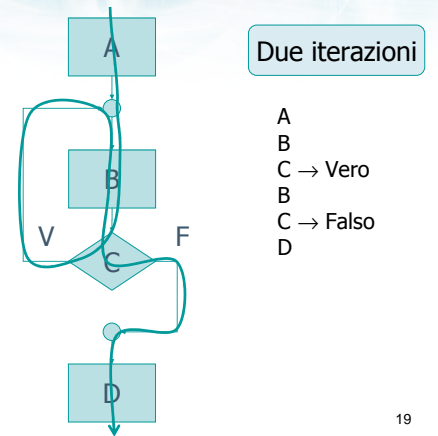 A
B
V
F
C
D
Due iterazioni
A
B
C → Vero
B
C → Falso
D
19